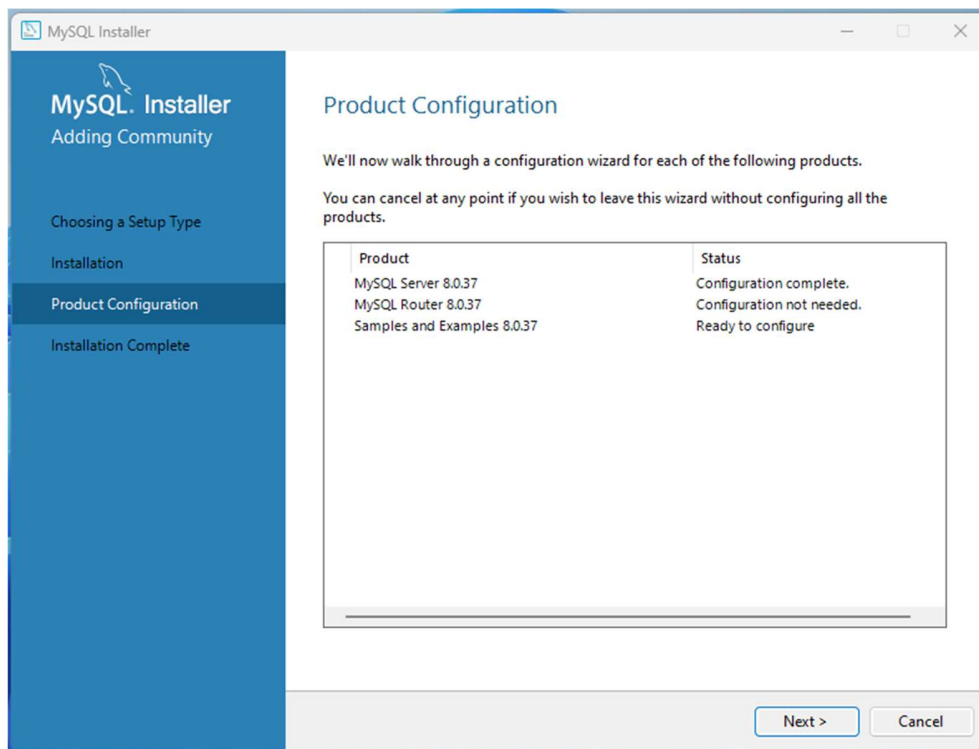 MySQL Installer
MySQL. Installer
Adding Community
Choosing a Setup Type
Installation
Product Configuration
Installation Complete
Product Configuration
We'll now walk through a configuration wizard for each of the following products.
You can cancel at any point if you wish to leave this wizard without configuring all the
products.
Product Status
MySQL Server 8.0.37 Configuration complete.
MySQL Router 8.0.37 Configuration not needed.
Samples and Examples 8.0.37 Ready to configure
Next > Cancel